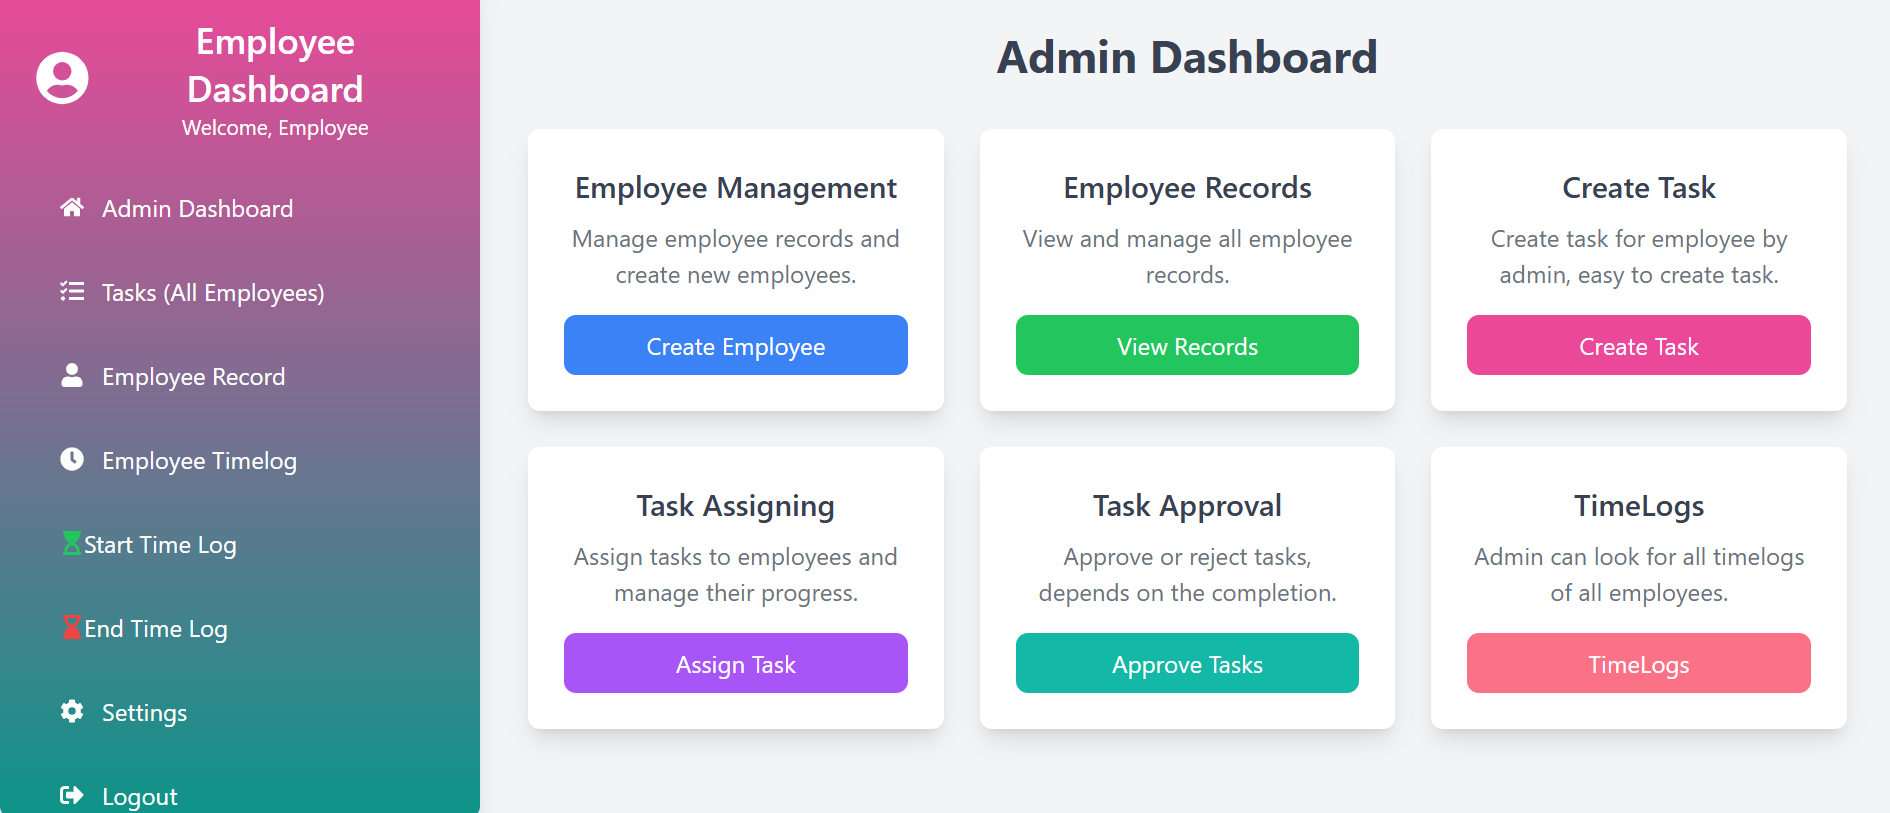 Employee
Dashboard
Welcome, Employee
Admin Dashboard
Tasks (All Employees)
Employee Record
Employee Timelog
Start Time Log
End Time Log
Settings
Logout
Admin Dashboard
Employee Management
Manage employee records and
create new employees.
Create Employee
Employee Records
View and manage all employee
records.
View Records
Create Task
Create task for employee by
admin, easy to create task.
Create Task
Task Assigning
Assign tasks to employees and
manage their progress.
Assign Task
Task Approval
Approve or reject tasks,
depends on the completion.
Approve Tasks
TimeLogs
Admin can look for all timelogs
of all employees.
TimeLogs